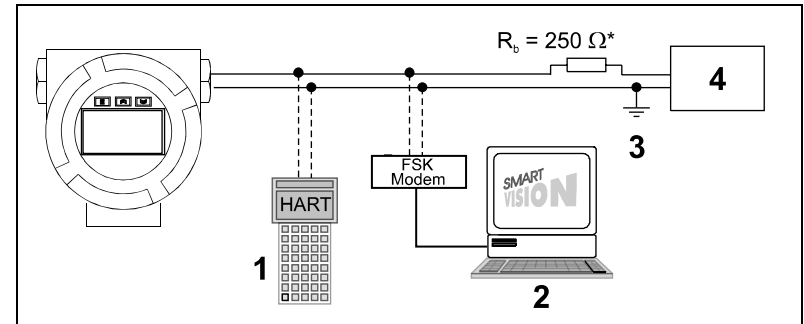 R_b = 250 Ω*
4
3
FSK
Modem
SMART
VISION
HART
1
2